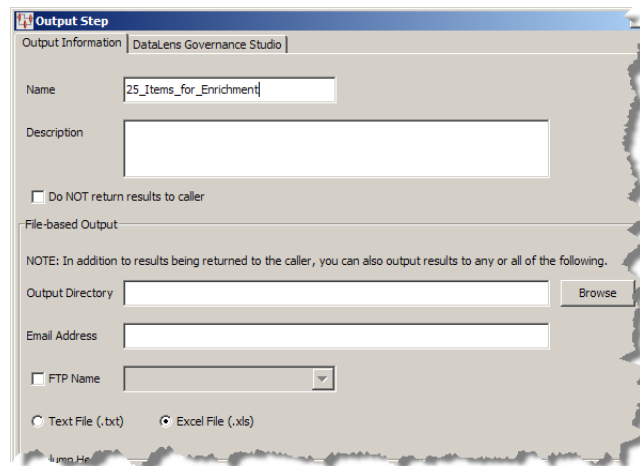 Output Step
Output Information DataLens Governance Studio
Name 25_Items_for_Enrichment
Description
Do NOT return results to caller
File-based Output
NOTE: In addition to results being returned to the caller, you can also output results to any or all of the following.
Output Directory Browse
Email Address
FTP Name
Text File (.txt) Excel File (.xls)